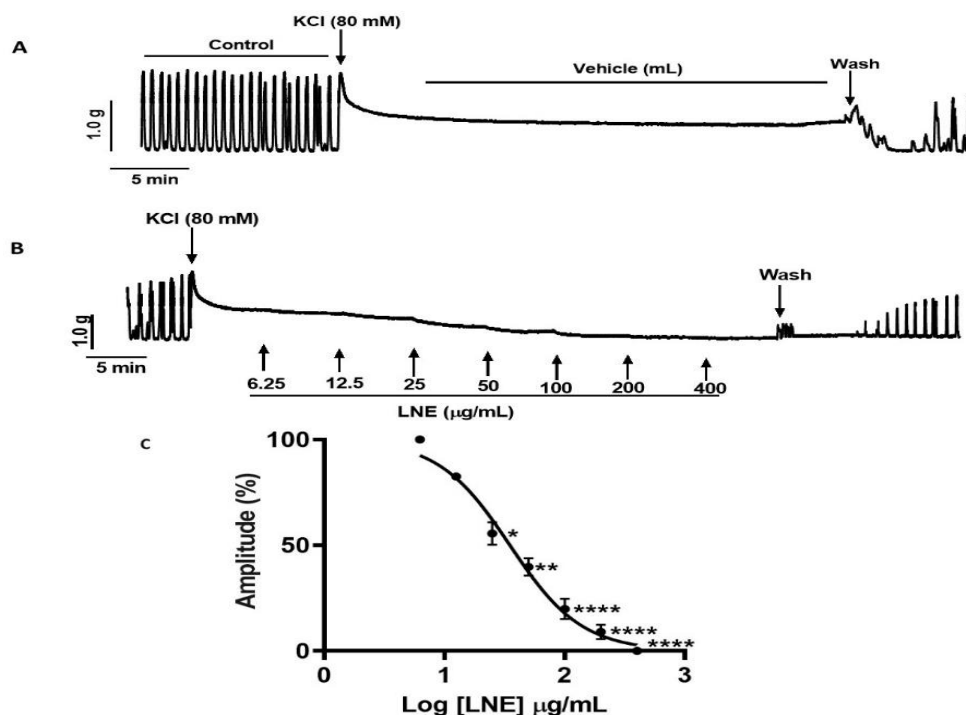 A
Control
KCl (80 mM)
Vehicle (mL)
Wash
1.0 g
5 min
B
KCl (80 mM)
Wash
1.0 g
5 min
6.25 12.5 25 50 100 200 400
LNE (μg/mL)
C
Amplitude (%)
100
50
0
*
**
****
****
****
0 1 2 3
Log [LNE] μg/mL